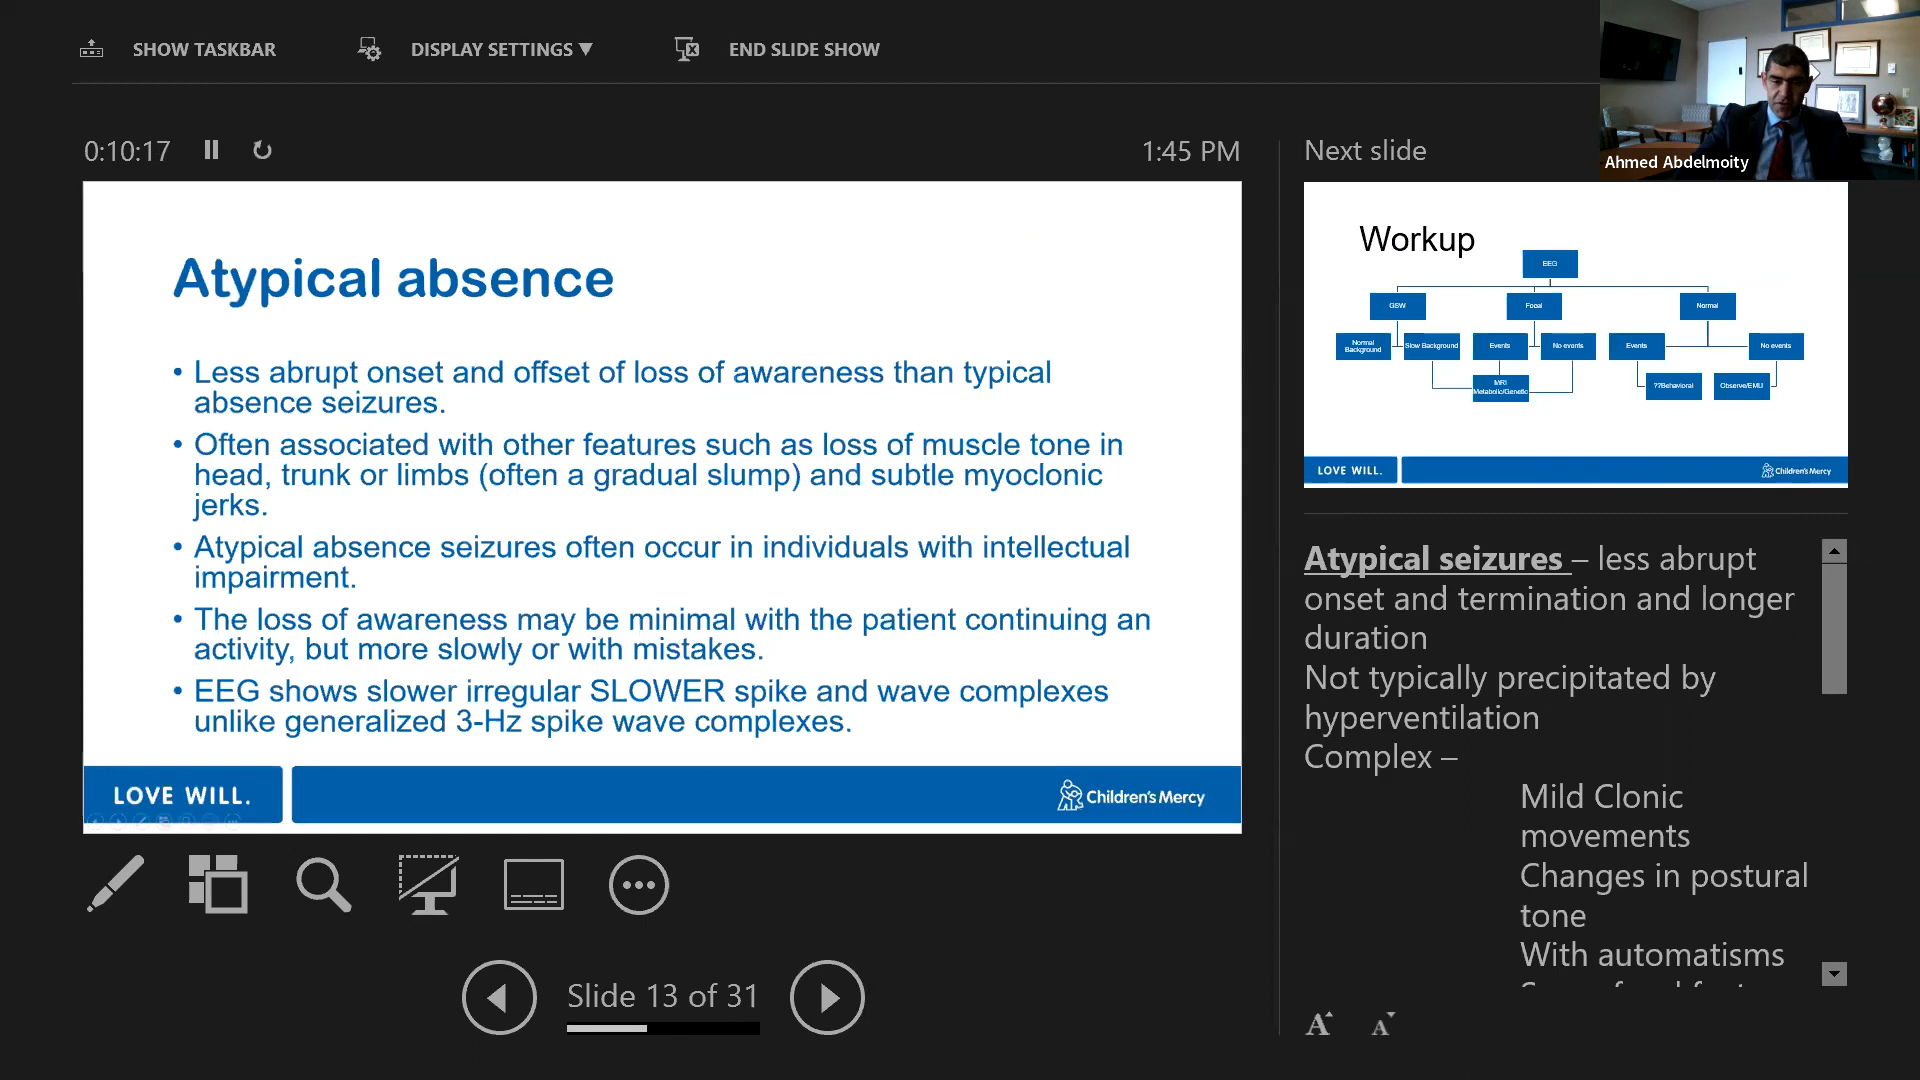 SHOW TASKBAR
DISPLAY SETTINGS ▼
END SLIDE SHOW
Ahmed Abdelmoity
0:10:17
1:45 PM
Atypical absence
• Less abrupt onset and offset of loss of awareness than typical
absence seizures.
• Often associated with other features such as loss of muscle tone in
head, trunk or limbs (often a gradual slump) and subtle myoclonic
jerks.
• Atypical absence seizures often occur in individuals with intellectual
impairment.
• The loss of awareness may be minimal with the patient continuing an
activity, but more slowly or with mistakes.
• EEG shows slower irregular SLOWER spike and wave complexes
unlike generalized 3-Hz spike wave complexes.
LOVE WILL.
Children's Mercy
Slide 13 of 31
Next slide
Workup
EEG
GSW
Focal
Normal
Normal
Background
Slow Background
Events
No events
Events
No events
MRI
Metabolic/Genetic
??Behavioral
Observe/EMU
LOVE WILL.
Children's Mercy
Atypical seizures – less abrupt
onset and termination and longer
duration
Not typically precipitated by
hyperventilation
Complex –
Mild Clonic
movements
Changes in postural
tone
With automatisms
A
A